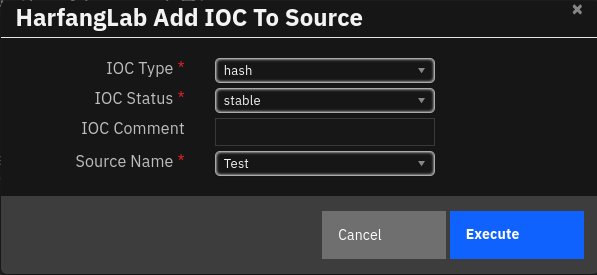 HarfangLab Add IOC To Source ×
IOC Type * hash
IOC Status * stable
IOC Comment
Source Name * Test
Cancel Execute